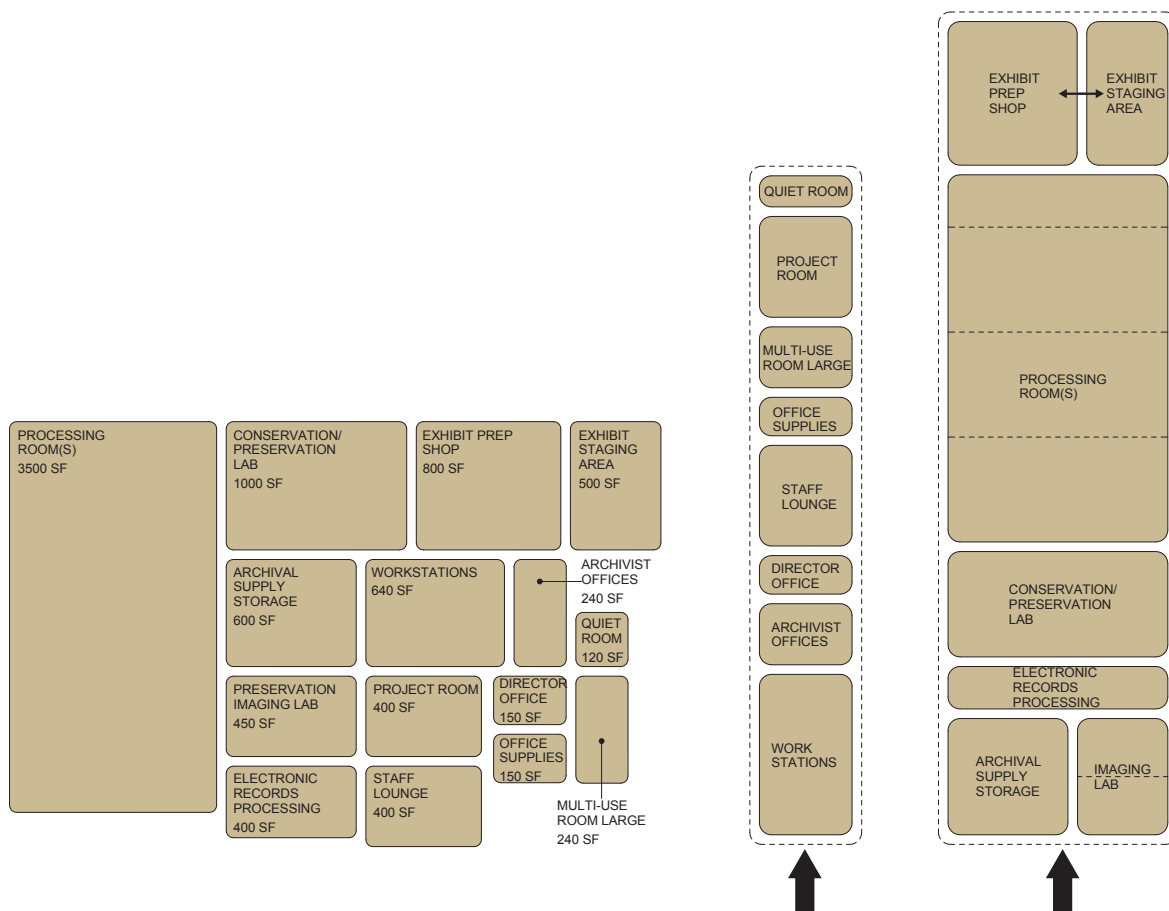 PROCESSING
ROOM(S)
3500 SF
CONSERVATION/
PRESERVATION
LAB
1000 SF
EXHIBIT PREP
SHOP
800 SF
EXHIBIT
STAGING
AREA
500 SF
ARCHIVAL
SUPPLY
STORAGE
600 SF
WORKSTATIONS
640 SF
ARCHIVIST
OFFICES
240 SF
QUIET
ROOM
120 SF
PRESERVATION
IMAGING LAB
450 SF
PROJECT ROOM
400 SF
DIRECTOR
OFFICE
150 SF
OFFICE
SUPPLIES
150 SF
ELECTRONIC
RECORDS
PROCESSING
400 SF
STAFF
LOUNGE
400 SF
MULTI-USE
ROOM LARGE
240 SF
QUIET ROOM
PROJECT
ROOM
MULTI-USE
ROOM LARGE
OFFICE
SUPPLIES
STAFF
LOUNGE
DIRECTOR
OFFICE
ARCHIVIST
OFFICES
WORK
STATIONS
EXHIBIT
PREP
SHOP
EXHIBIT
STAGING
AREA
PROCESSING
ROOM(S)
CONSERVATION/
PRESERVATION
LAB
ELECTRONIC
RECORDS
PROCESSING
ARCHIVAL
SUPPLY
STORAGE
IMAGING
LAB